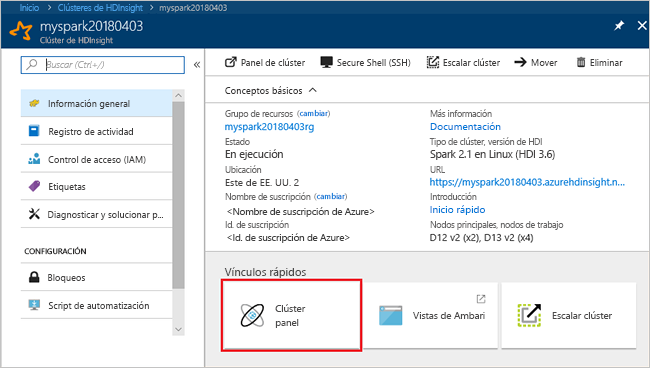 Inicio > Clústeres de HDInsight > myspark20180403
myspark20180403
Clúster de HDInsight
Buscar (Ctrl+/)
Información general
Registro de actividad
Control de acceso (IAM)
Etiquetas
Diagnosticar y solucionar p...
CONFIGURACIÓN
Bloqueos
Script de automatización
Panel de clúster
Secure Shell (SSH)
Escalar clúster
Mover
Eliminar
Conceptos básicos
Grupo de recursos (cambiar)
myspark20180403rg
Estado
En ejecución
Ubicación
Este de EE. UU. 2
Nombre de suscripción (cambiar)
<Nombre de suscripción de Azure>
Id. de suscripción
<Id. de suscripción de Azure>
Más información
Documentación
Tipo de clúster, versión de HDI
Spark 2.1 en Linux (HDI 3.6)
URL
https://myspark20180403.azurehdinsight.n...
Introducción
Inicio rápido
Nodos principales, nodos de trabajo
D12 v2 (x2), D13 v2 (x4)
Vínculos rápidos
Clúster
panel
Vistas de Ambari
Escalar clúster